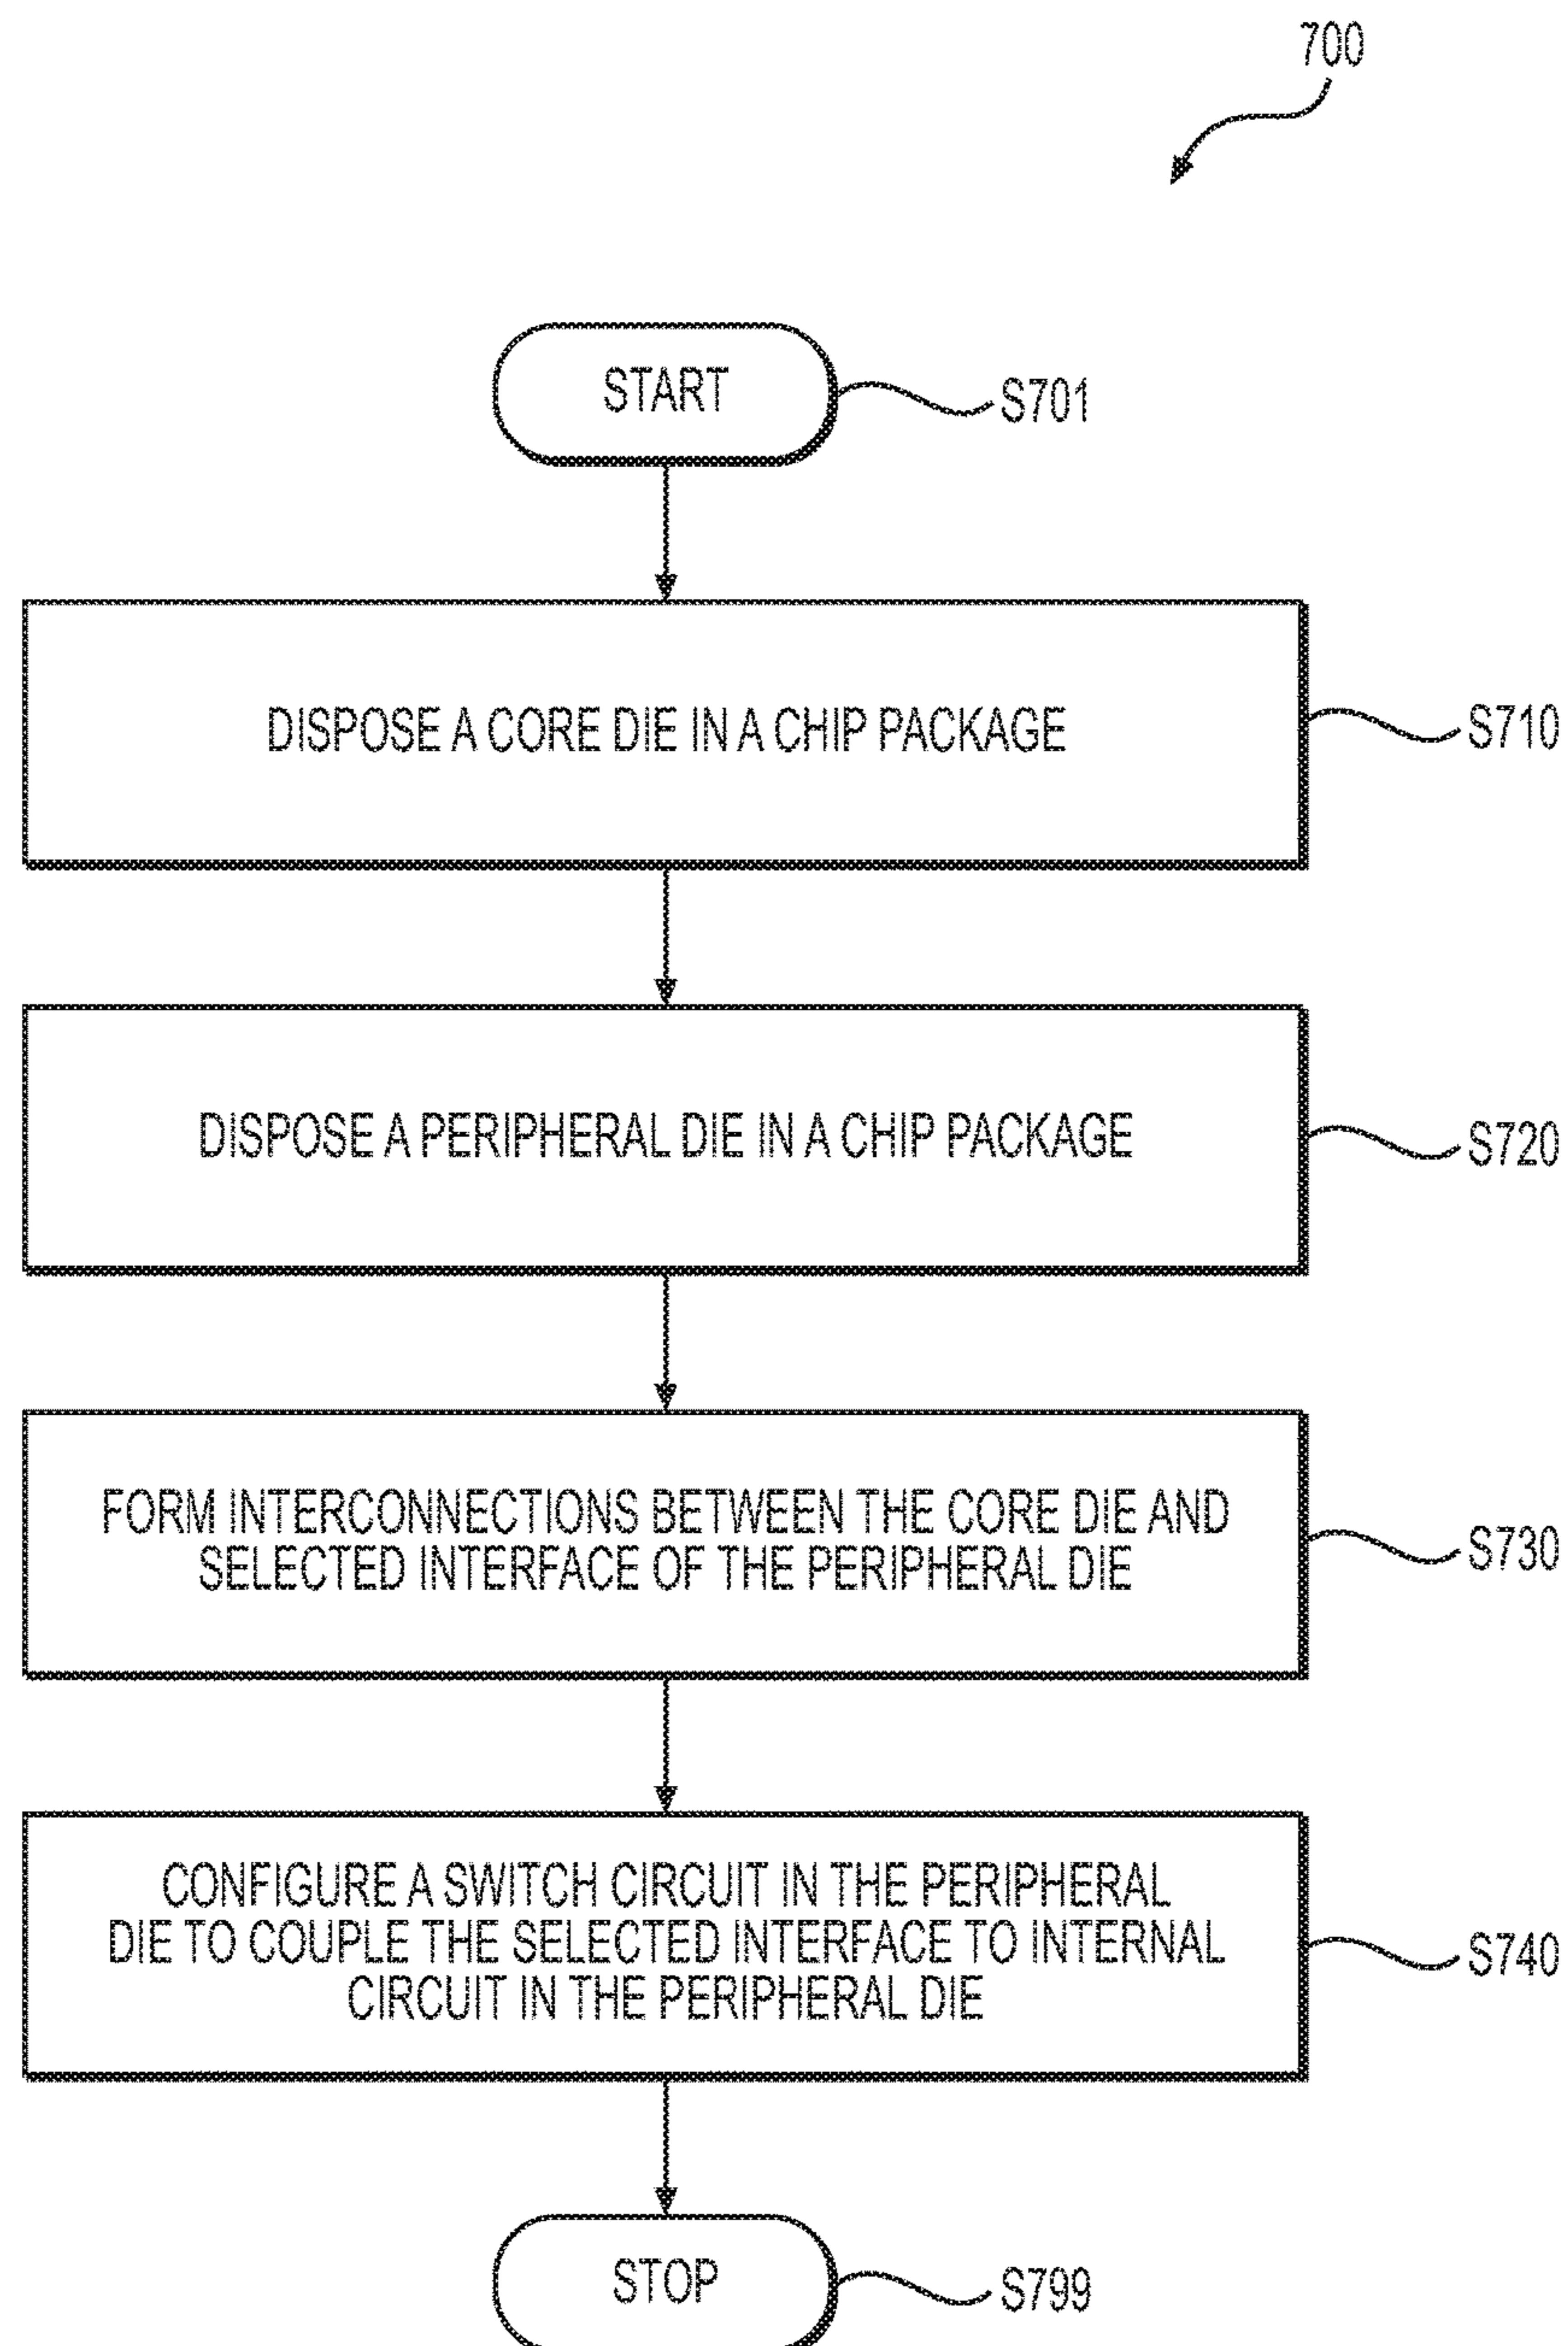 700
START
S701
DISPOSE A CORE DIE IN A CHIP PACKAGE
S710
DISPOSE A PERIPHERAL DIE IN A CHIP PACKAGE
S720
FORM INTERCONNECTIONS BETWEEN THE CORE DIE AND
SELECTED INTERFACE OF THE PERIPHERAL DIE
S730
CONFIGURE A SWITCH CIRCUIT IN THE PERIPHERAL
DIE TO COUPLE THE SELECTED INTERFACE TO INTERNAL
CIRCUIT IN THE PERIPHERAL DIE
S740
STOP
S799